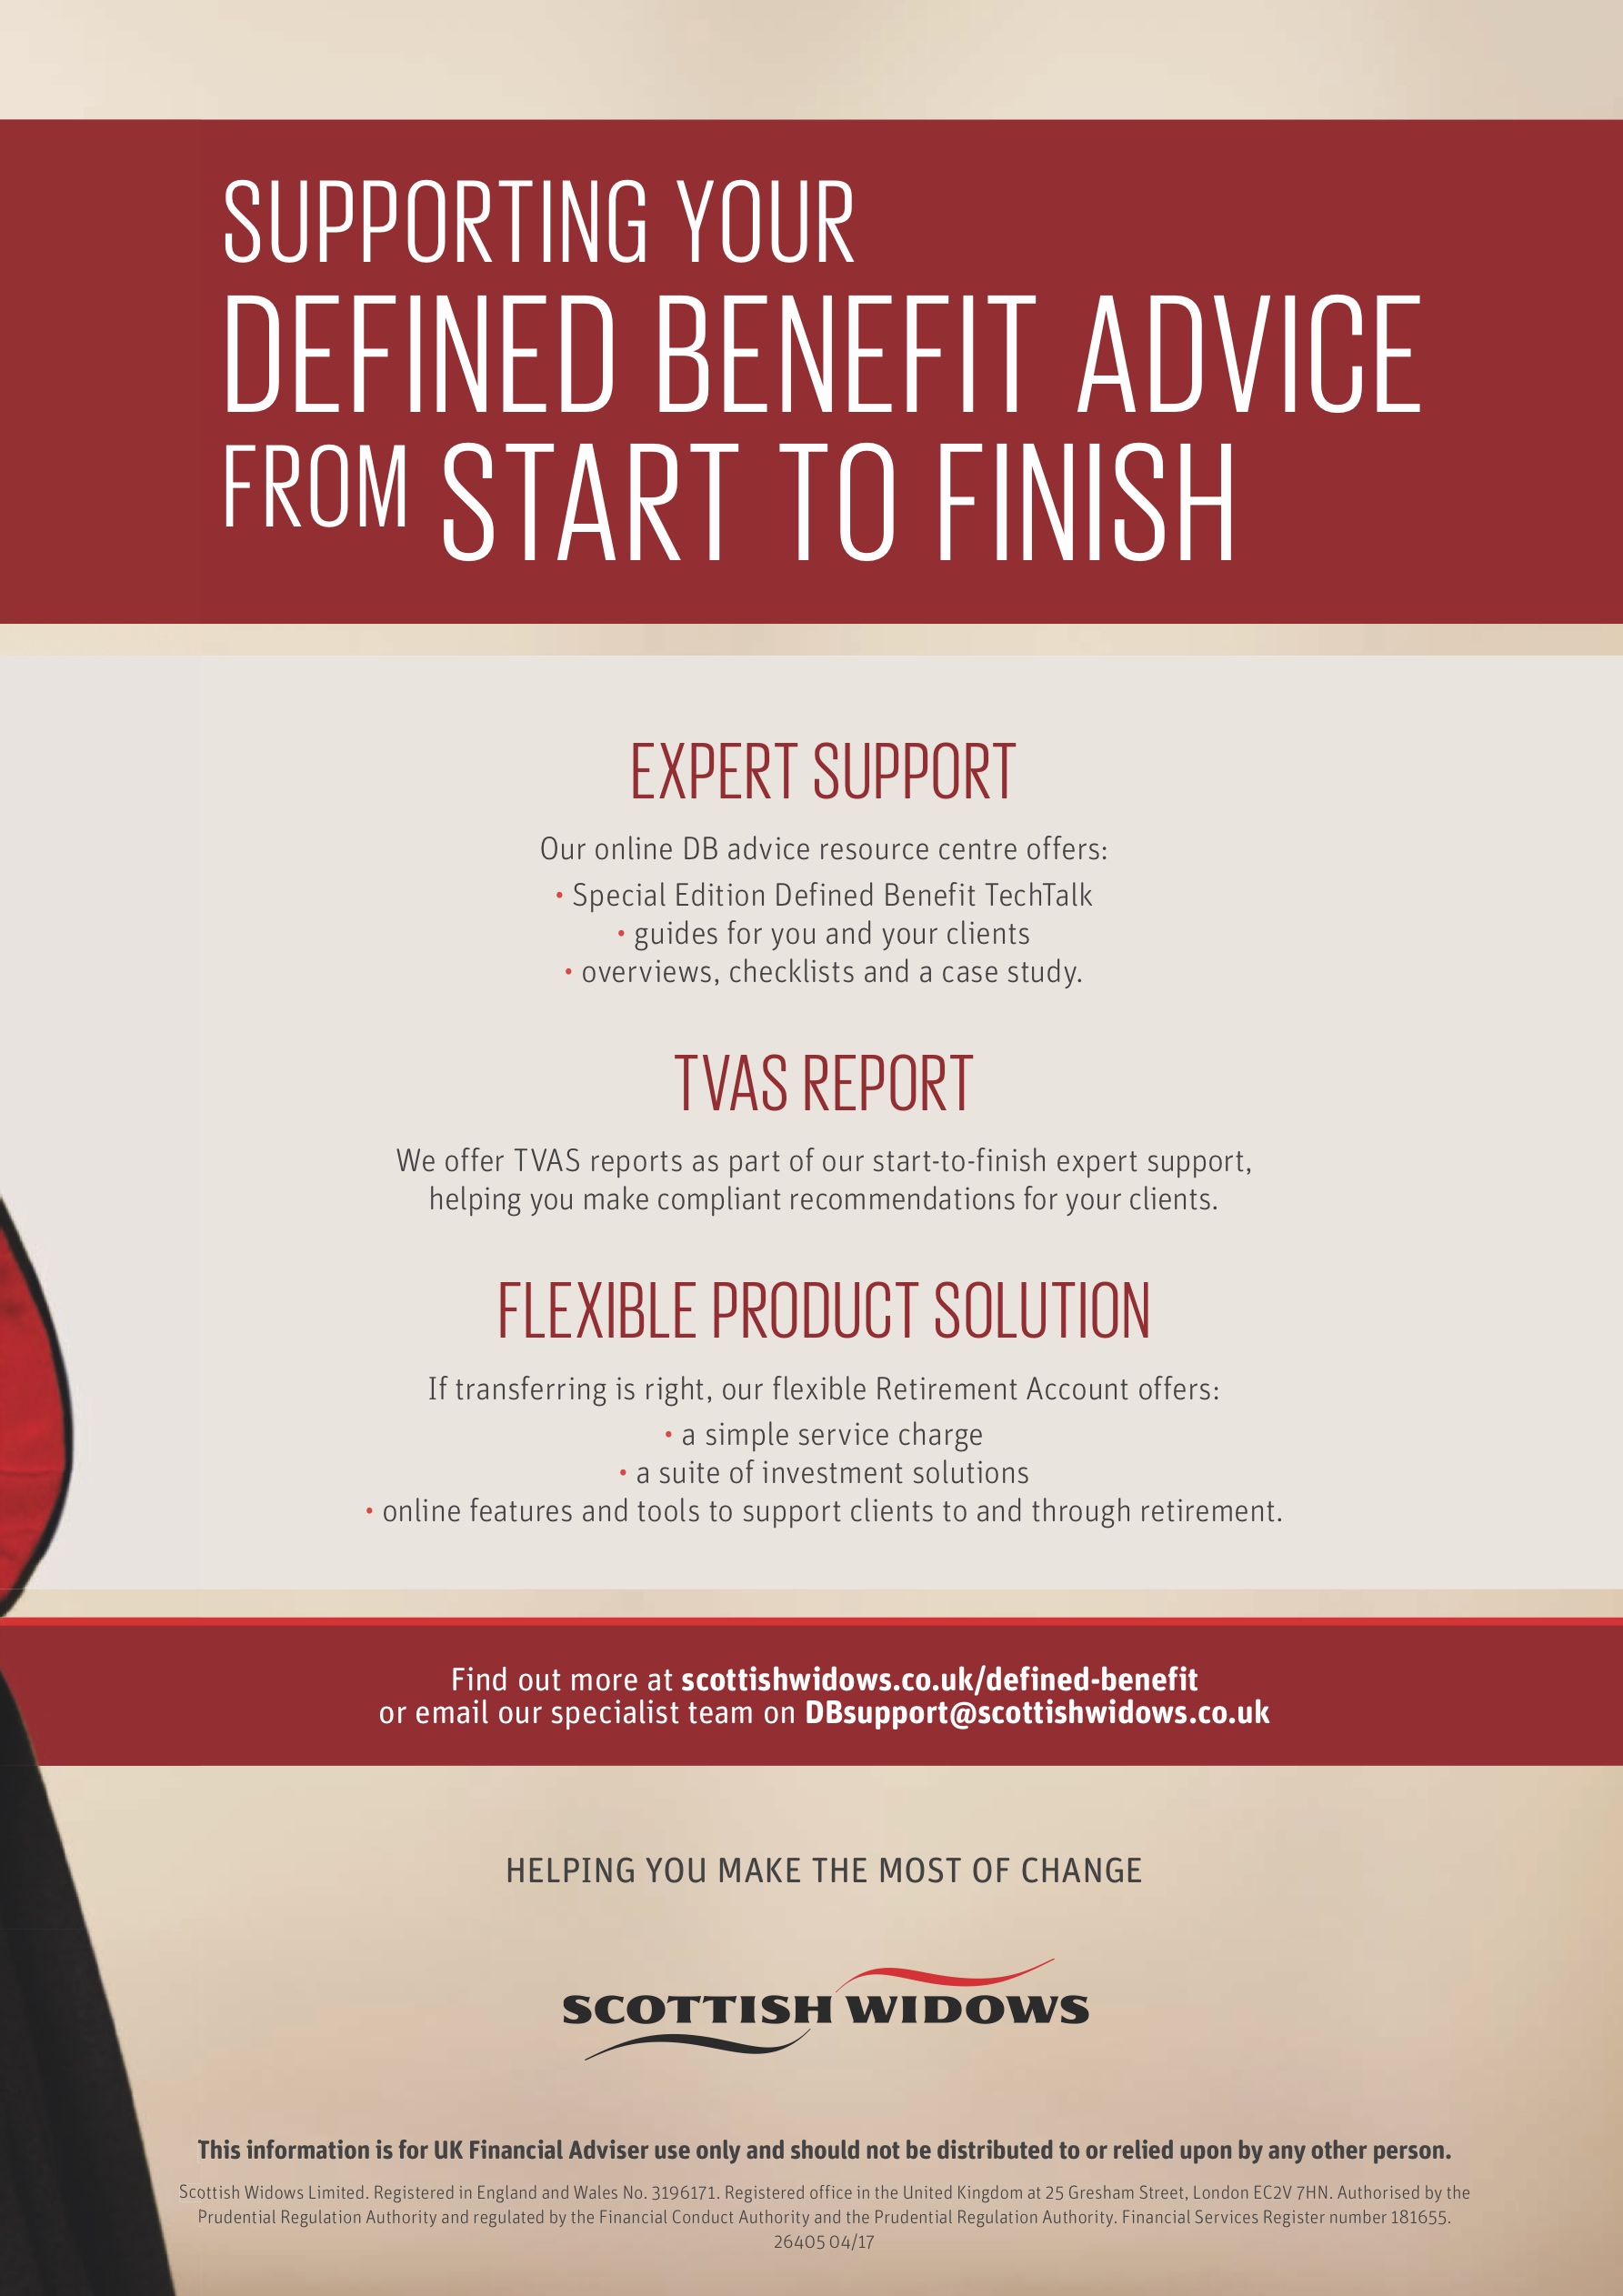 SUPPORTING YOUR
DEFINED BENEFIT ADVICE
FROM START TO FINISH
EXPERT SUPPORT
Our online DB advice resource centre offers:
• Special Edition Defined Benefit TechTalk
• guides for you and your clients
• overviews, checklists and a case study.
TVAS REPORT
We offer TVAS reports as part of our start-to-finish expert support,
helping you make compliant recommendations for your clients.
FLEXIBLE PRODUCT SOLUTION
If transferring is right, our flexible Retirement Account offers:
• a simple service charge
• a suite of investment solutions
• online features and tools to support clients to and through retirement.
Find out more at scottishwidows.co.uk/defined-benefit
or email our specialist team on DBsupport@scottishwidows.co.uk
HELPING YOU MAKE THE MOST OF CHANGE
SCOTTISH WIDOWS
This information is for UK Financial Adviser use only and should not be distributed to or relied upon by any other person.
Scottish Widows Limited. Registered in England and Wales No. 3196171. Registered office in the United Kingdom at 25 Gresham Street, London EC2V 7HN. Authorised by the
Prudential Regulation Authority and regulated by the Financial Conduct Authority and the Prudential Regulation Authority. Financial Services Register number 181655.
26405 04/17